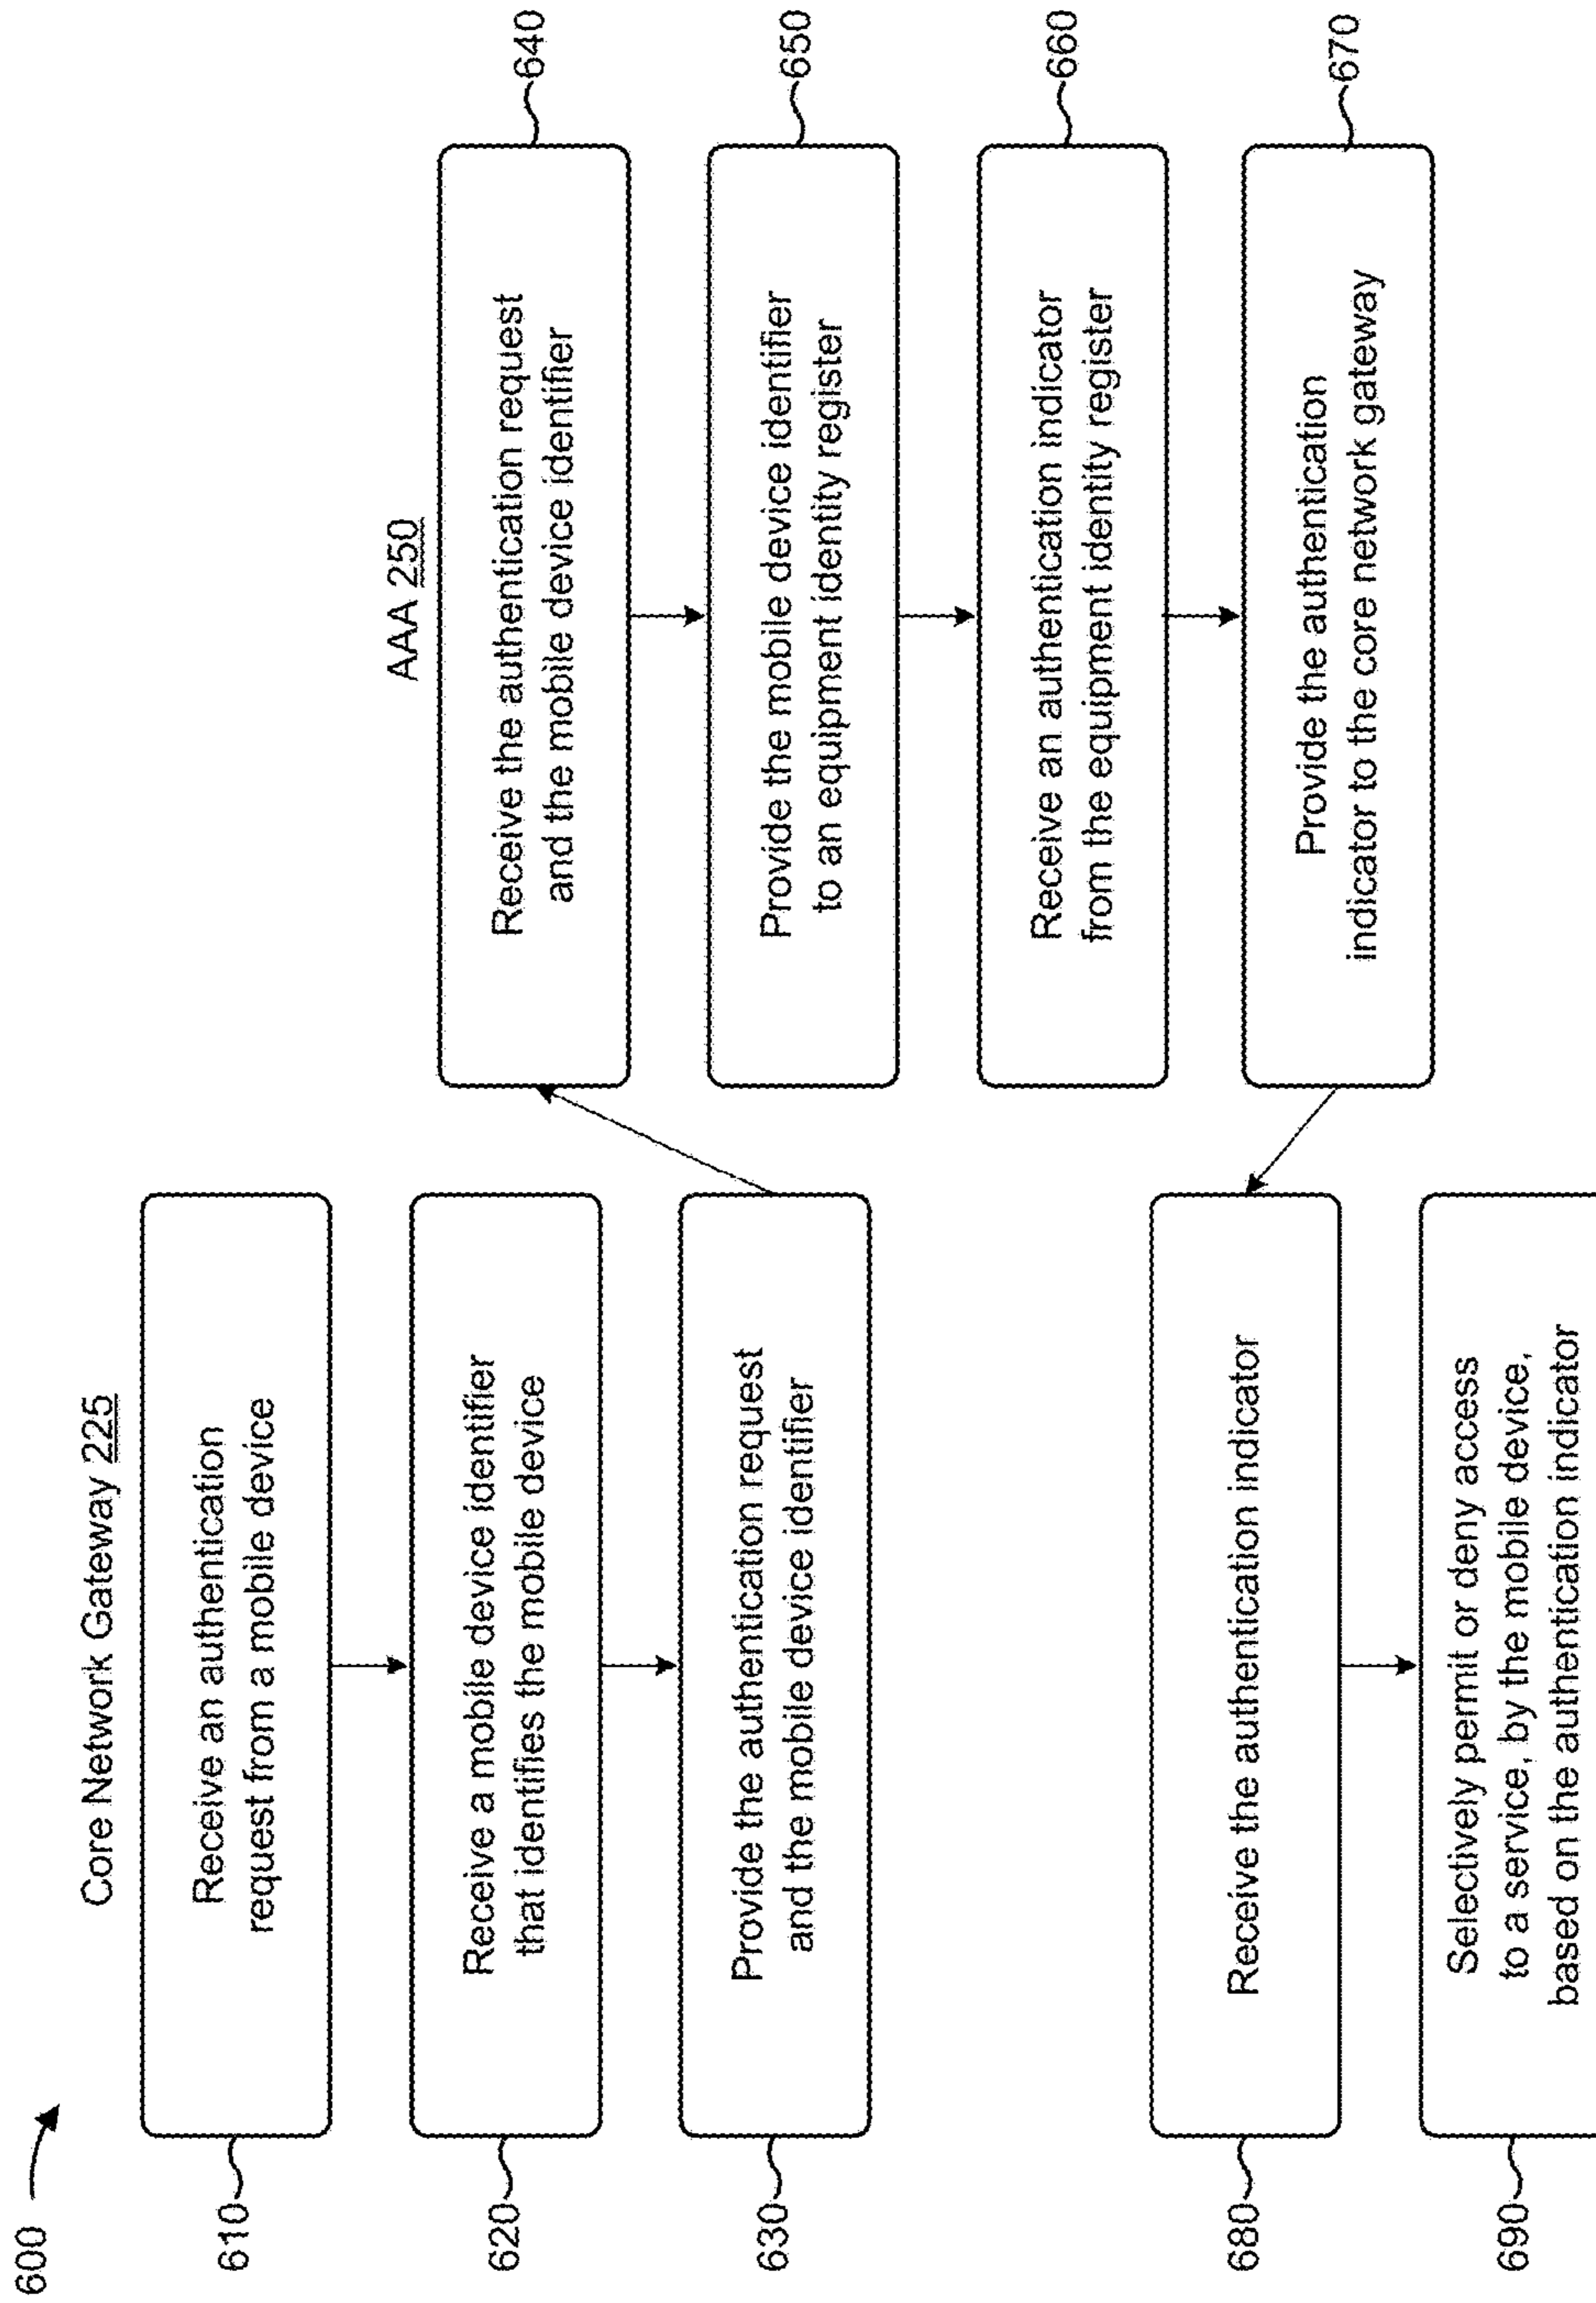 600
Core Network Gateway 225
610
Receive an authentication
request from a mobile device
620
Receive a mobile device identifier
that identifies the mobile device
630
Provide the authentication request
and the mobile device identifier
AAA 250
Receive the authentication request
and the mobile device identifier
640
Provide the mobile device identifier
to an equipment identity register
650
Receive an authentication indicator
from the equipment identity register
660
Provide the authentication
indicator to the core network gateway
670
680
Receive the authentication indicator
690
Selectively permit or deny access
to a service, by the mobile device,
based on the authentication indicator